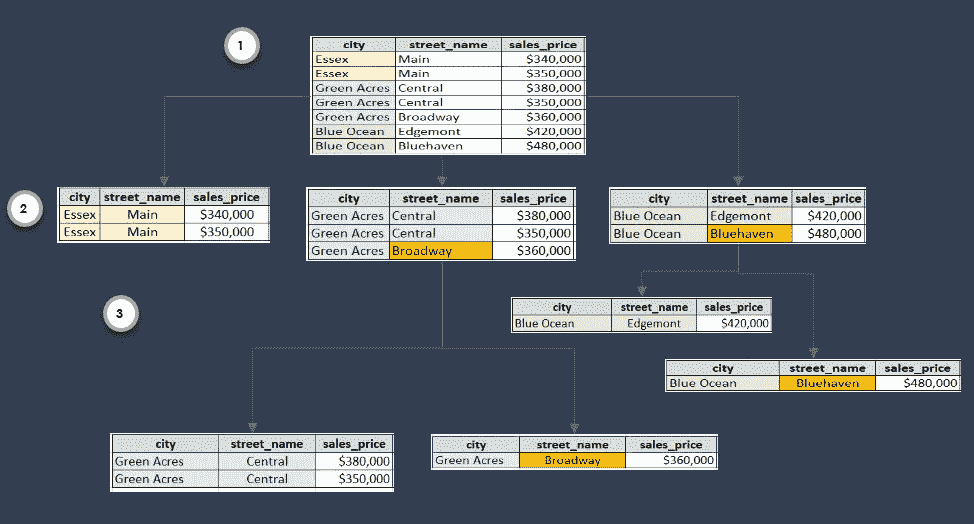 1
city street_name sales_price
Essex Main $340,000
Essex Main $350,000
Green Acres Central $380,000
Green Acres Central $350,000
Green Acres Broadway $360,000
Blue Ocean Edgemont $420,000
Blue Ocean Bluehaven $480,000
2
city street_name sales_price
Essex Main $340,000
Essex Main $350,000
city street_name sales_price
Green Acres Central $380,000
Green Acres Central $350,000
Green Acres Broadway $360,000
city street_name sales_price
Blue Ocean Edgemont $420,000
Blue Ocean Bluehaven $480,000
3
city street_name sales_price
Blue Ocean Edgemont $420,000
city street_name sales_price
Blue Ocean Bluehaven $480,000
city street_name sales_price
Green Acres Central $380,000
Green Acres Central $350,000
city street_name sales_price
Green Acres Broadway $360,000